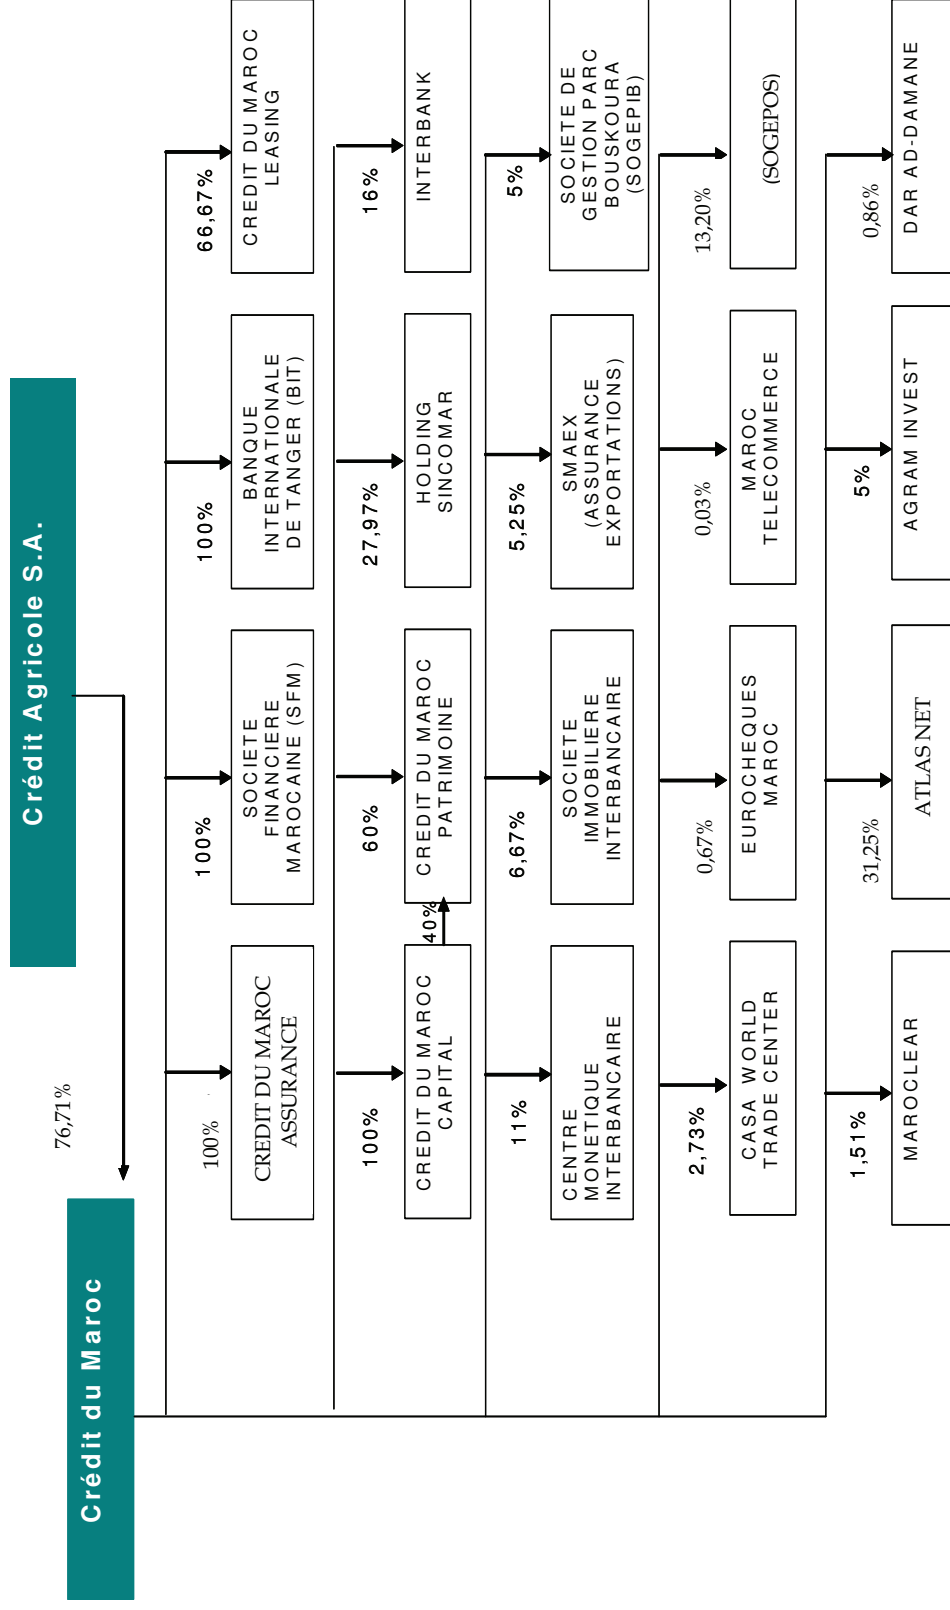 Crédit Agricole S.A.
76,71%
Crédit du Maroc
100%
100%
100%
66,67%
CREDIT DU MAROC
ASSURANCE
SOCIETE
FINANCIERE
MAROCAINE (SFM)
BANQUE
INTERNATIONALE
DE TANGER (BIT)
CREDIT DU MAROC
LEASING
100%
60%
27,97%
16%
CREDIT DU MAROC
CAPITAL
40%
CREDIT DU MAROC
PATRIMOINE
HOLDING
SINCOMAR
INTERBANK
11%
6,67%
5,25%
5%
CENTRE
MONETIQUE
INTERBANCAIRE
SOCIETE
IMMOBILIERE
INTERBANCAIRE
SMAEX
(ASSURANCE
EXPORTATIONS)
SOCIETE DE
GESTION PARC
BOUSKOURA
(SOGEPIB)
2,73%
0,67%
0,03%
13,20%
CASA WORLD
TRADE CENTER
EUROCHEQUES
MAROC
MAROC
TELECOMMERCE
(SOGEPOS)
1,51%
31,25%
5%
0,86%
MAROCLEAR
ATLASNET
AGRAM INVEST
DAR AD-DAMANE